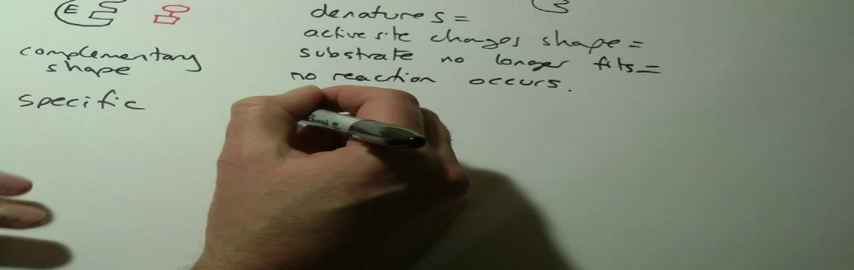 E
denatures =
active site changes shape =
substrate no longer fits =
no reaction occurs.
complementary
shape
specific